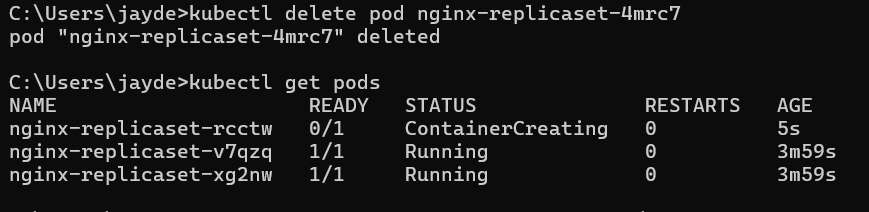 C:\Users\jayde>kubectl delete pod nginx-replicaset-4mrc7
pod "nginx-replicaset-4mrc7" deleted
C:\Users\jayde>kubectl get pods
NAME READY STATUS RESTARTS AGE
nginx-replicaset-rcctw 0/1 ContainerCreating 0 5s
nginx-replicaset-v7qzq 1/1 Running 0 3m59s
nginx-replicaset-xg2nw 1/1 Running 0 3m59s